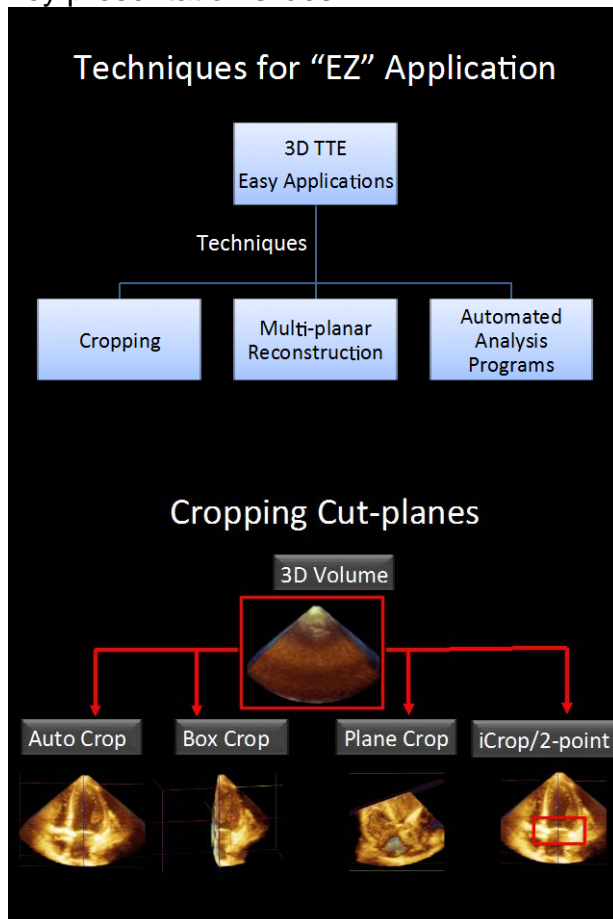 Techniques for “EZ” Application
3D TTE
Easy Applications
Techniques
Cropping
Multi-planar
Reconstruction
Automated
Analysis
Programs
Cropping Cut-planes
3D Volume
Auto Crop
Box Crop
Plane Crop
iCrop/2-point